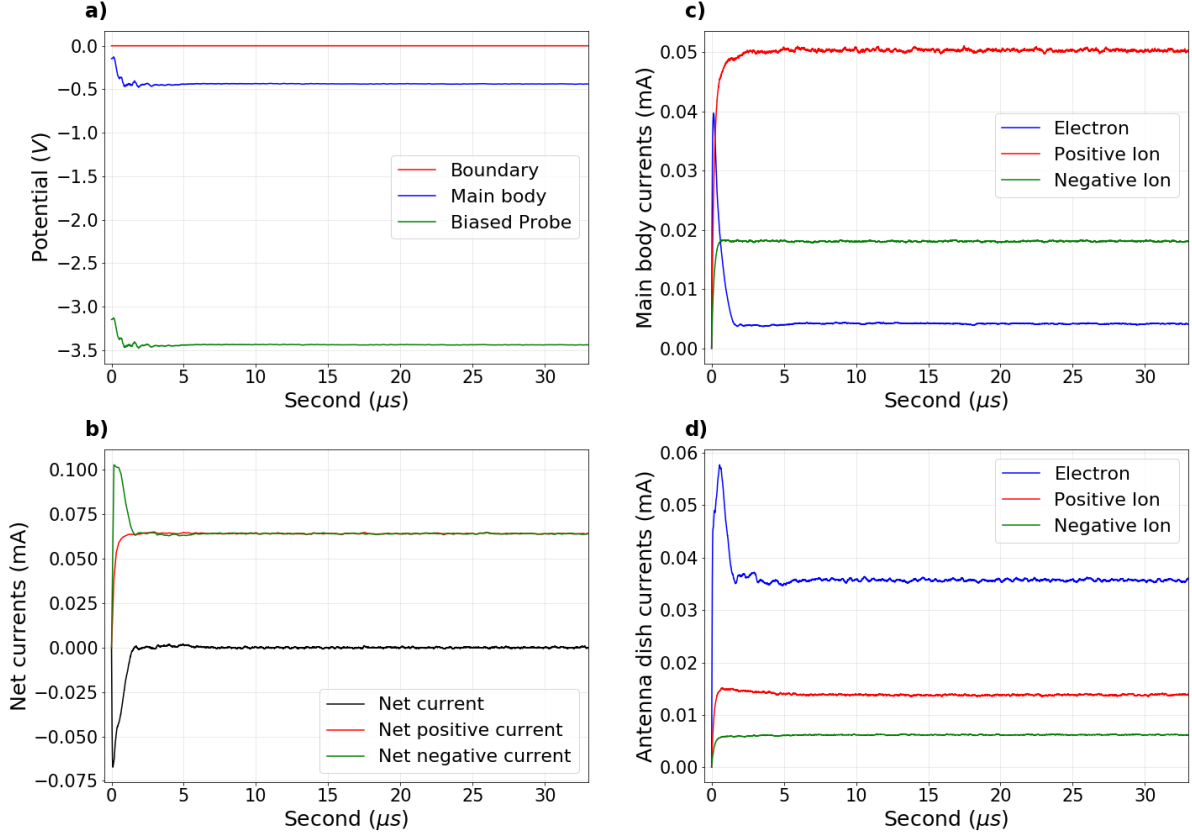 a)
Potential (V)
0.0
−0.5
−1.0
−1.5
−2.0
−2.5
−3.0
−3.5
Boundary
Main body
Biased Probe
0 5 10 15 20 25 30
Second (μs)
b)
Net currents (mA)
0.100
0.075
0.050
0.025
0.000
−0.025
−0.050
−0.075
Net current
Net positive current
Net negative current
0 5 10 15 20 25 30
Second (μs)
c)
Main body currents (mA)
0.05
0.04
0.03
0.02
0.01
0.00
Electron
Positive Ion
Negative Ion
0 5 10 15 20 25 30
Second (μs)
d)
Antenna dish currents (mA)
0.06
0.05
0.04
0.03
0.02
0.01
0.00
Electron
Positive Ion
Negative Ion
0 5 10 15 20 25 30
Second (μs)